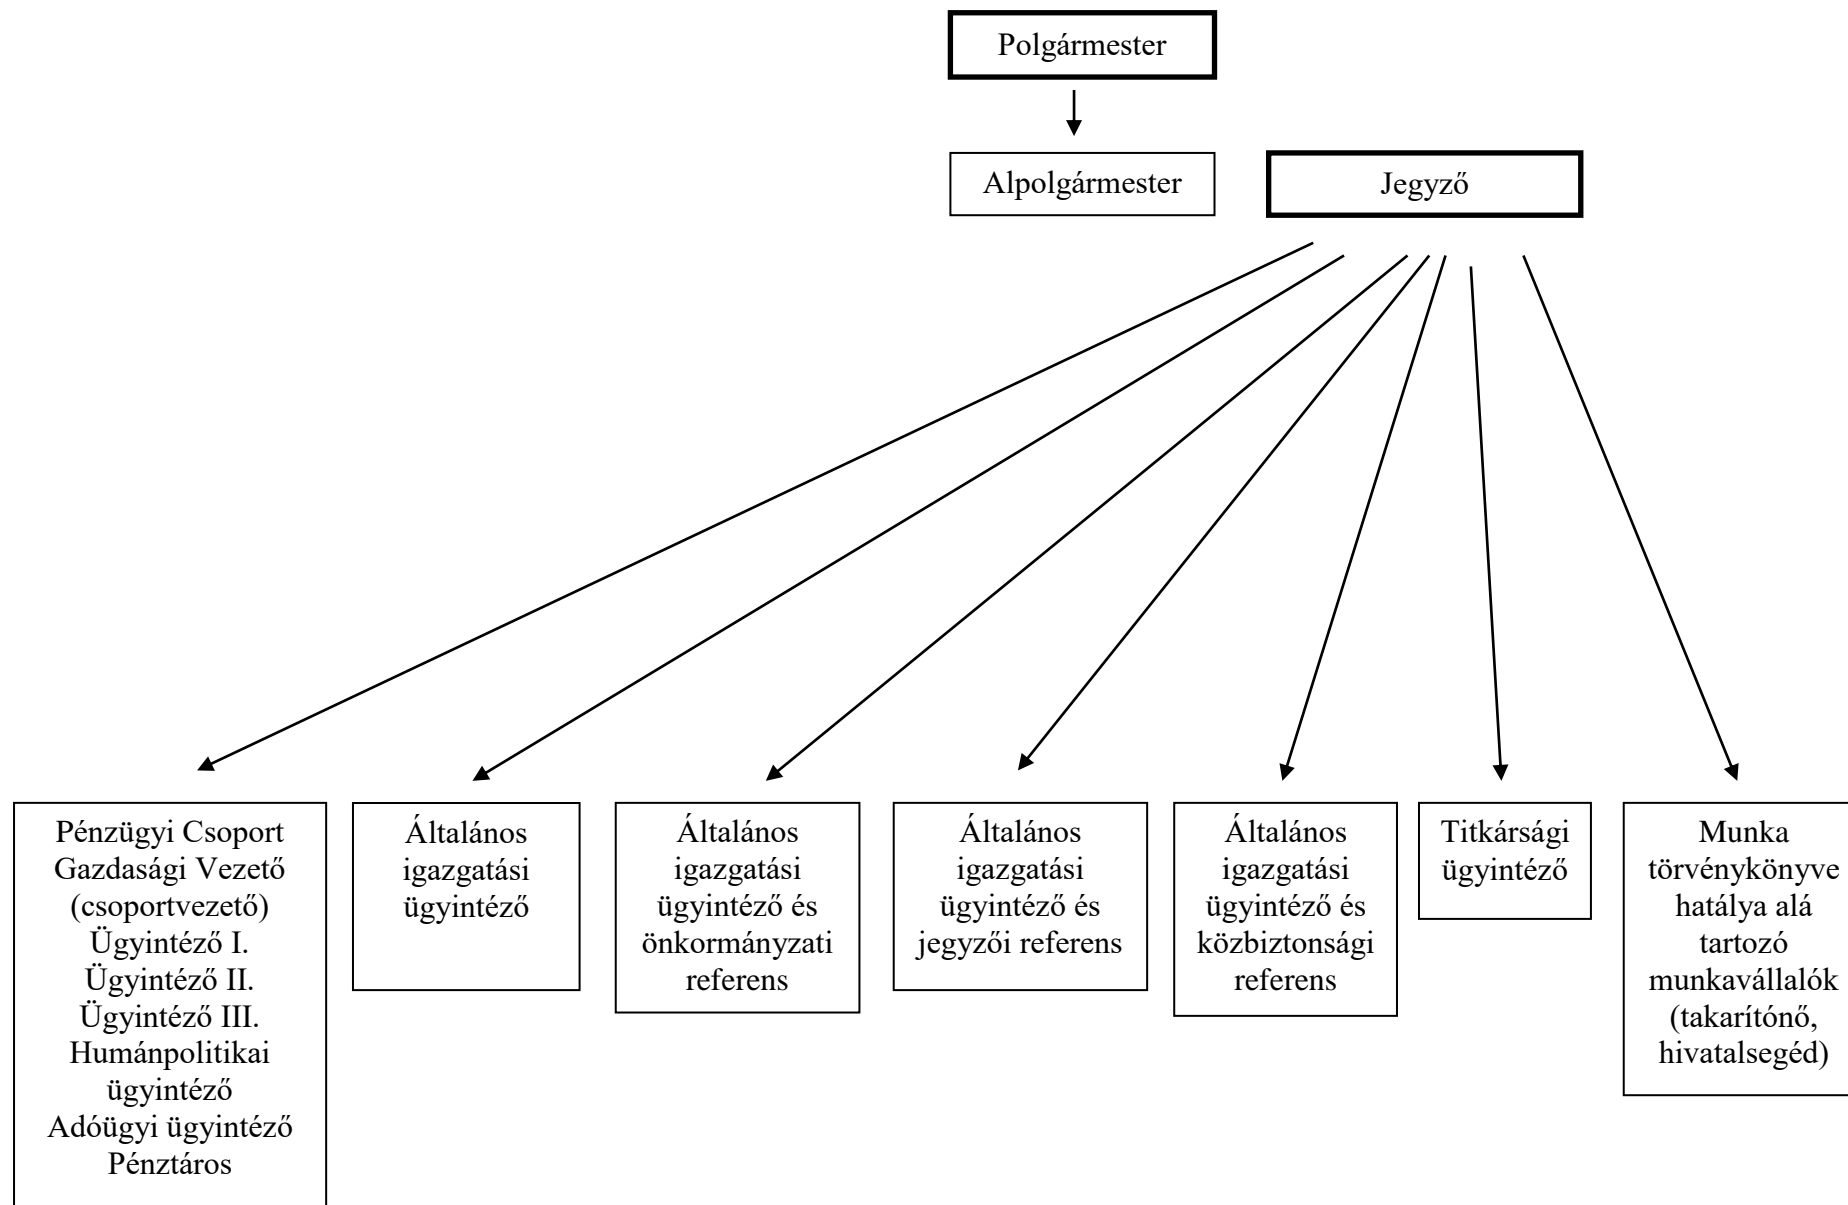 Polgármester
Alpolgármester
Jegyző
Pénzügyi Csoport
Gazdasági Vezető
(csoportvezető)
Ügyintéző I.
Ügyintéző II.
Ügyintéző III.
Humánpolitikai
ügyintéző
Adóügyi ügyintéző
Pénztáros
Általános
igazgatási
ügyintéző
Általános
igazgatási
ügyintéző és
önkormányzati
referens
Általános
igazgatási
ügyintéző és
jegyzői referens
Általános
igazgatási
ügyintéző és
közbiztonsági
referens
Titkársági
ügyintéző
Munka
törvénykönyve
hatálya alá
tartozó
munkavállalók
(takarítónő,
hivatalsegéd)